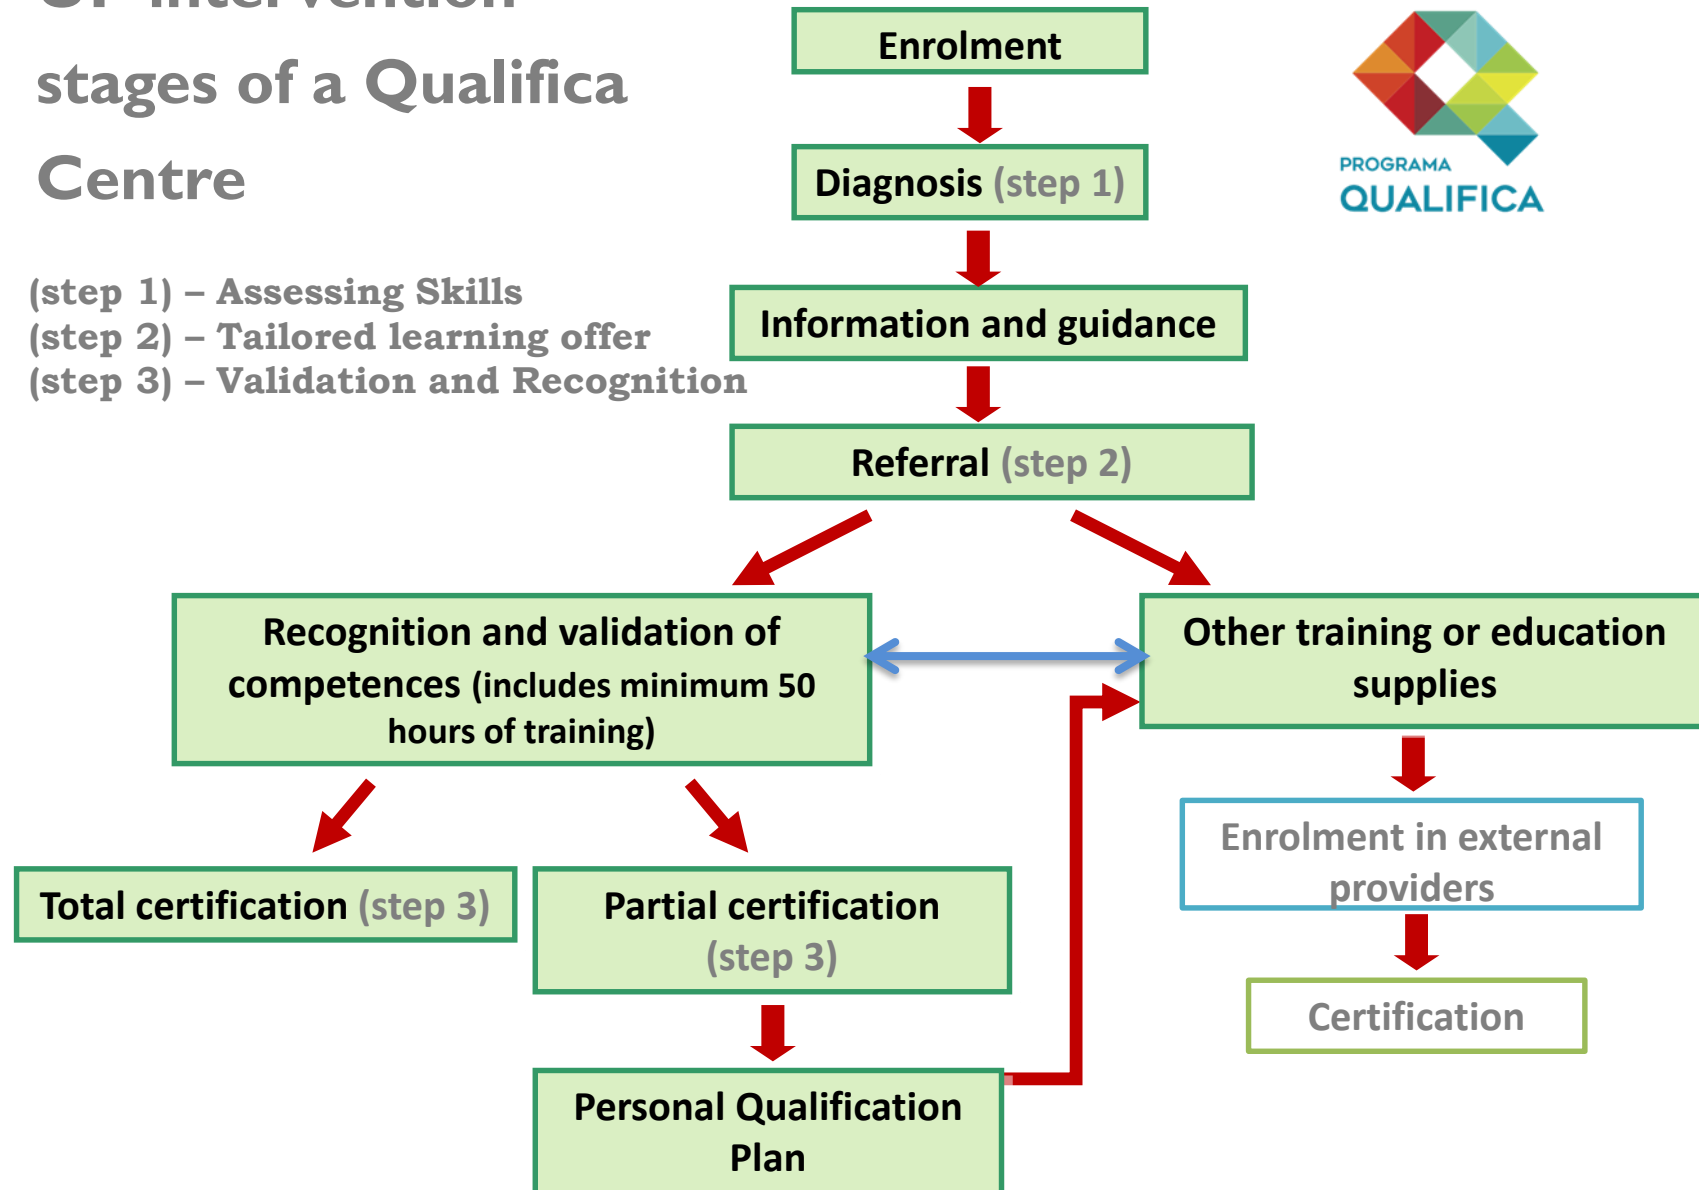 intervention
stages of a Qualifica
Centre
(step 1) – Assessing Skills
(step 2) – Tailored learning offer
(step 3) – Validation and Recognition
PROGRAMA
QUALIFICA
Enrolment
Diagnosis (step 1)
Information and guidance
Referral (step 2)
Recognition and validation of
competences (includes minimum 50
hours of training)
Other training or education
supplies
Total certification (step 3)
Partial certification
(step 3)
Personal Qualification
Plan
Enrolment in external
providers
Certification